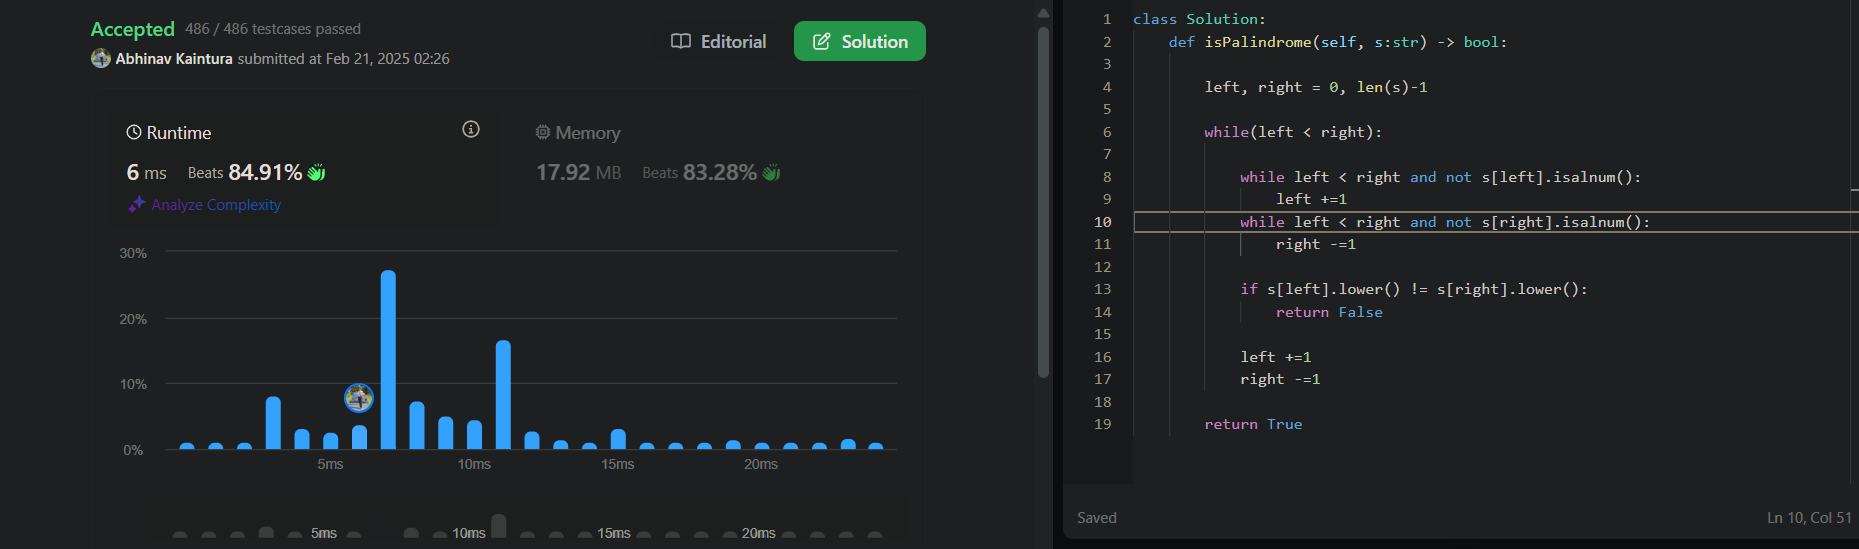 Accepted 486 / 486 testcases passed
Abhinav Kaintura submitted at Feb 21, 2025 02:26
Editorial
Solution
Runtime
6 ms Beats 84.91%
Analyze Complexity
Memory
17.92 MB Beats 83.28%
30%
20%
10%
0%
5ms 10ms 15ms 20ms
5ms 10ms 15ms 20ms
1 class Solution:
2     def isPalindrome(self, s:str) -> bool:
3
4         left, right = 0, len(s)-1
5
6         while(left < right):
7
8             while left < right and not s[left].isalnum():
9                 left +=1
10             while left < right and not s[right].isalnum():
11                 right -=1
12
13             if s[left].lower() != s[right].lower():
14                 return False
15
16             left +=1
17             right -=1
18
19         return True
Saved
Ln 10, Col 51